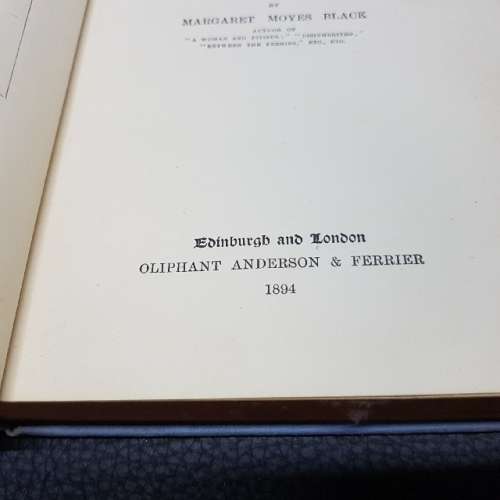 BY
MARGARET MOYES BLACK
AUTHOR OF
"A WOMAN AND PITIFUL," "DISINHERITED,"
"BETWEEN THE FERRIES," ETC., ETC.
Edinburgh and London
OLIPHANT ANDERSON & FERRIER
1894